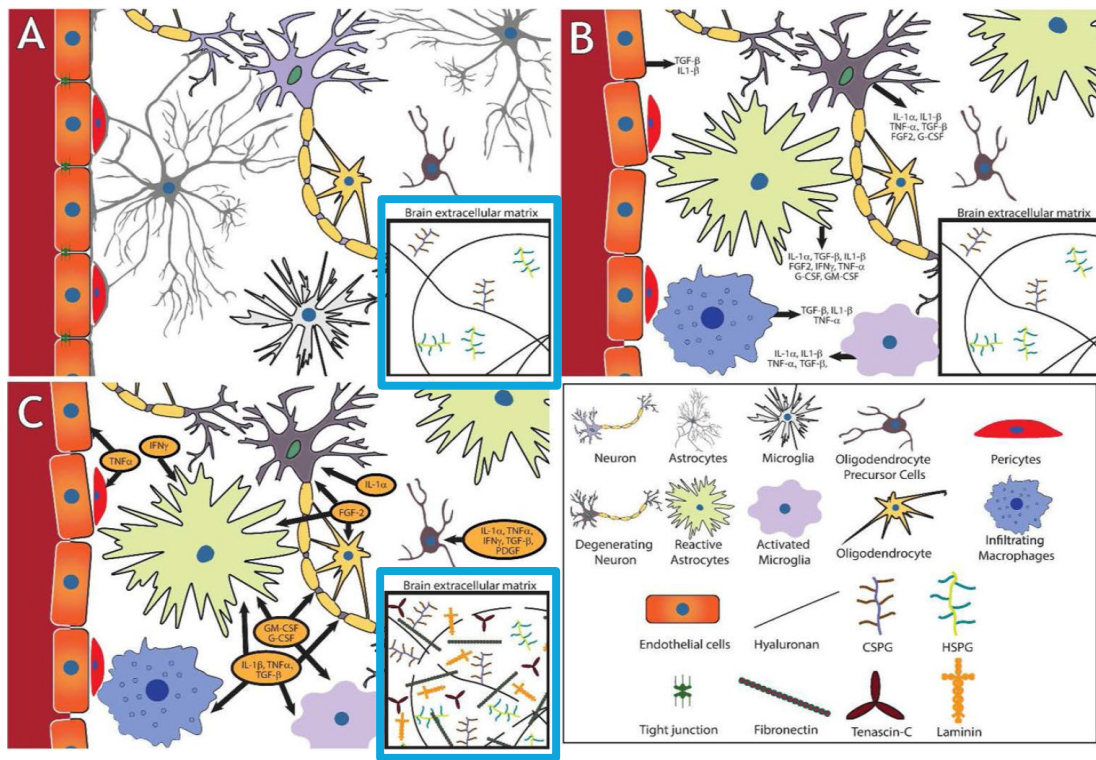 A
Brain extracellular matrix
B
TGF-β
IL1-β
IL-1α, IL1-β
TNF-α, TGF-β
FGF2, G-CSF
IL-1α, TGF-β, IL1-β
FGF2, IFNγ, TNF-α
G-CSF, GM-CSF
TGF-β, IL1-β
TNF-α
IL-1α, IL1-β
TNF-α, TGF-β,
Brain extracellular matrix
C
TNFα
IFNγ
IL-1α
FGF-2
IL-1α, TNFα,
IFNγ, TGF-β,
PDGF
GM-CSF
G-CSF
IL-1β, TNFα,
TGF-β
Brain extracellular matrix
Neuron
Astrocytes
Microglia
Oligodendrocyte
Precursor Cells
Pericytes
Degenerating
Neuron
Reactive
Astrocytes
Activated
Microglia
Oligodendrocyte
Infiltrating
Macrophages
Endothelial cells
Hyaluronan
CSPG
HSPG
Tight junction
Fibronectin
Tenascin-C
Laminin